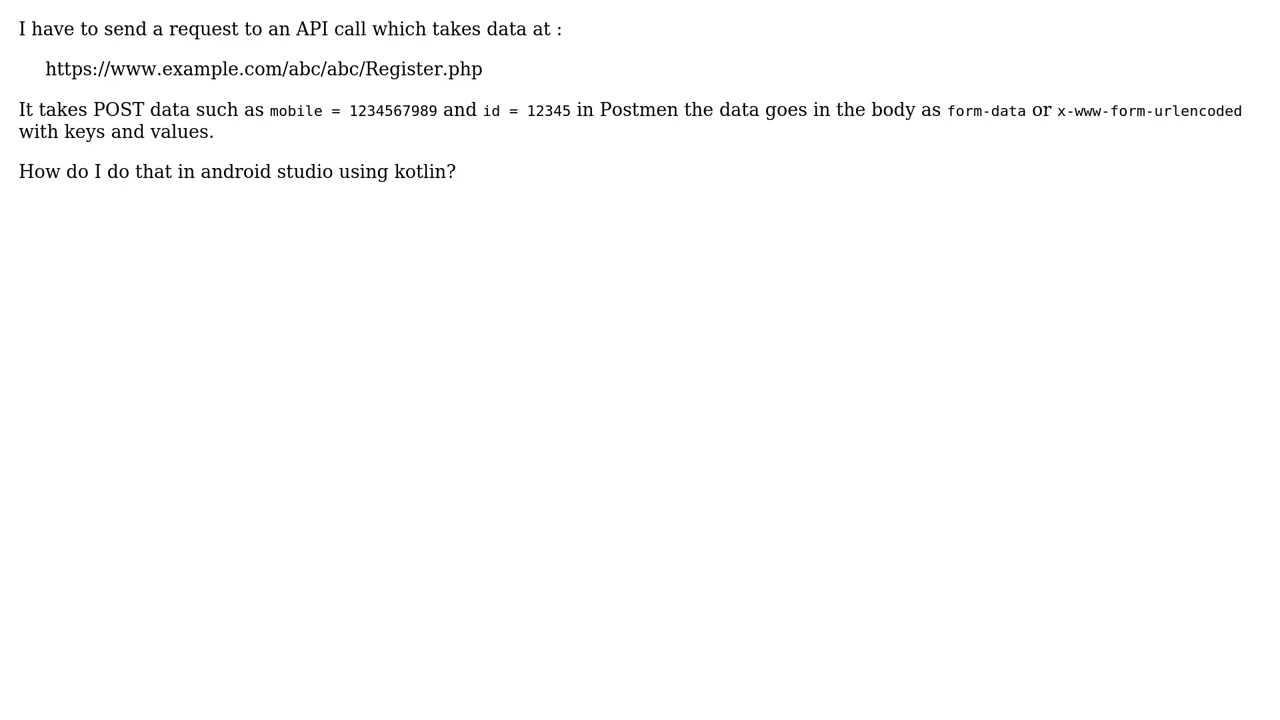 I have to send a request to an API call which takes data at :
https://www.example.com/abc/abc/Register.php
It takes POST data such as mobile = 1234567989 and id = 12345 in Postmen the data goes in the body as form-data or x-www-form-urlencoded
with keys and values.
How do I do that in android studio using kotlin?